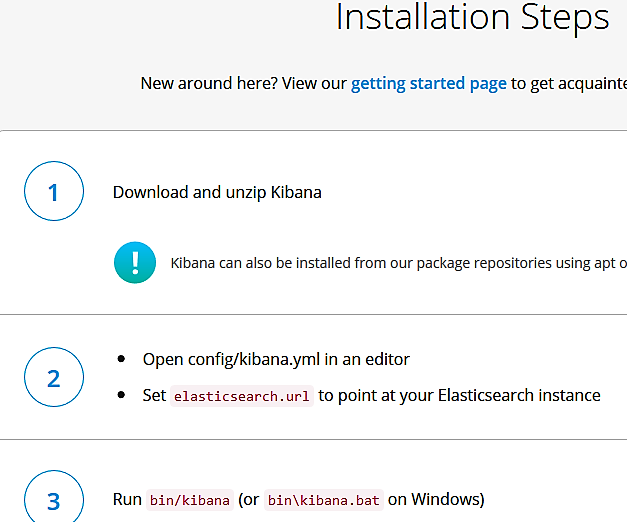 Installation Steps
New around here? View our getting started page to get
1
Download and unzip Kibana
!
Kibana can also be installed from our package repositories using apt
2
• Open config/kibana.yml in an editor
• Set elasticsearch.url to point at your Elasticsearch instance
3
Run bin/kibana (or bin\kibana.bat on Windows)